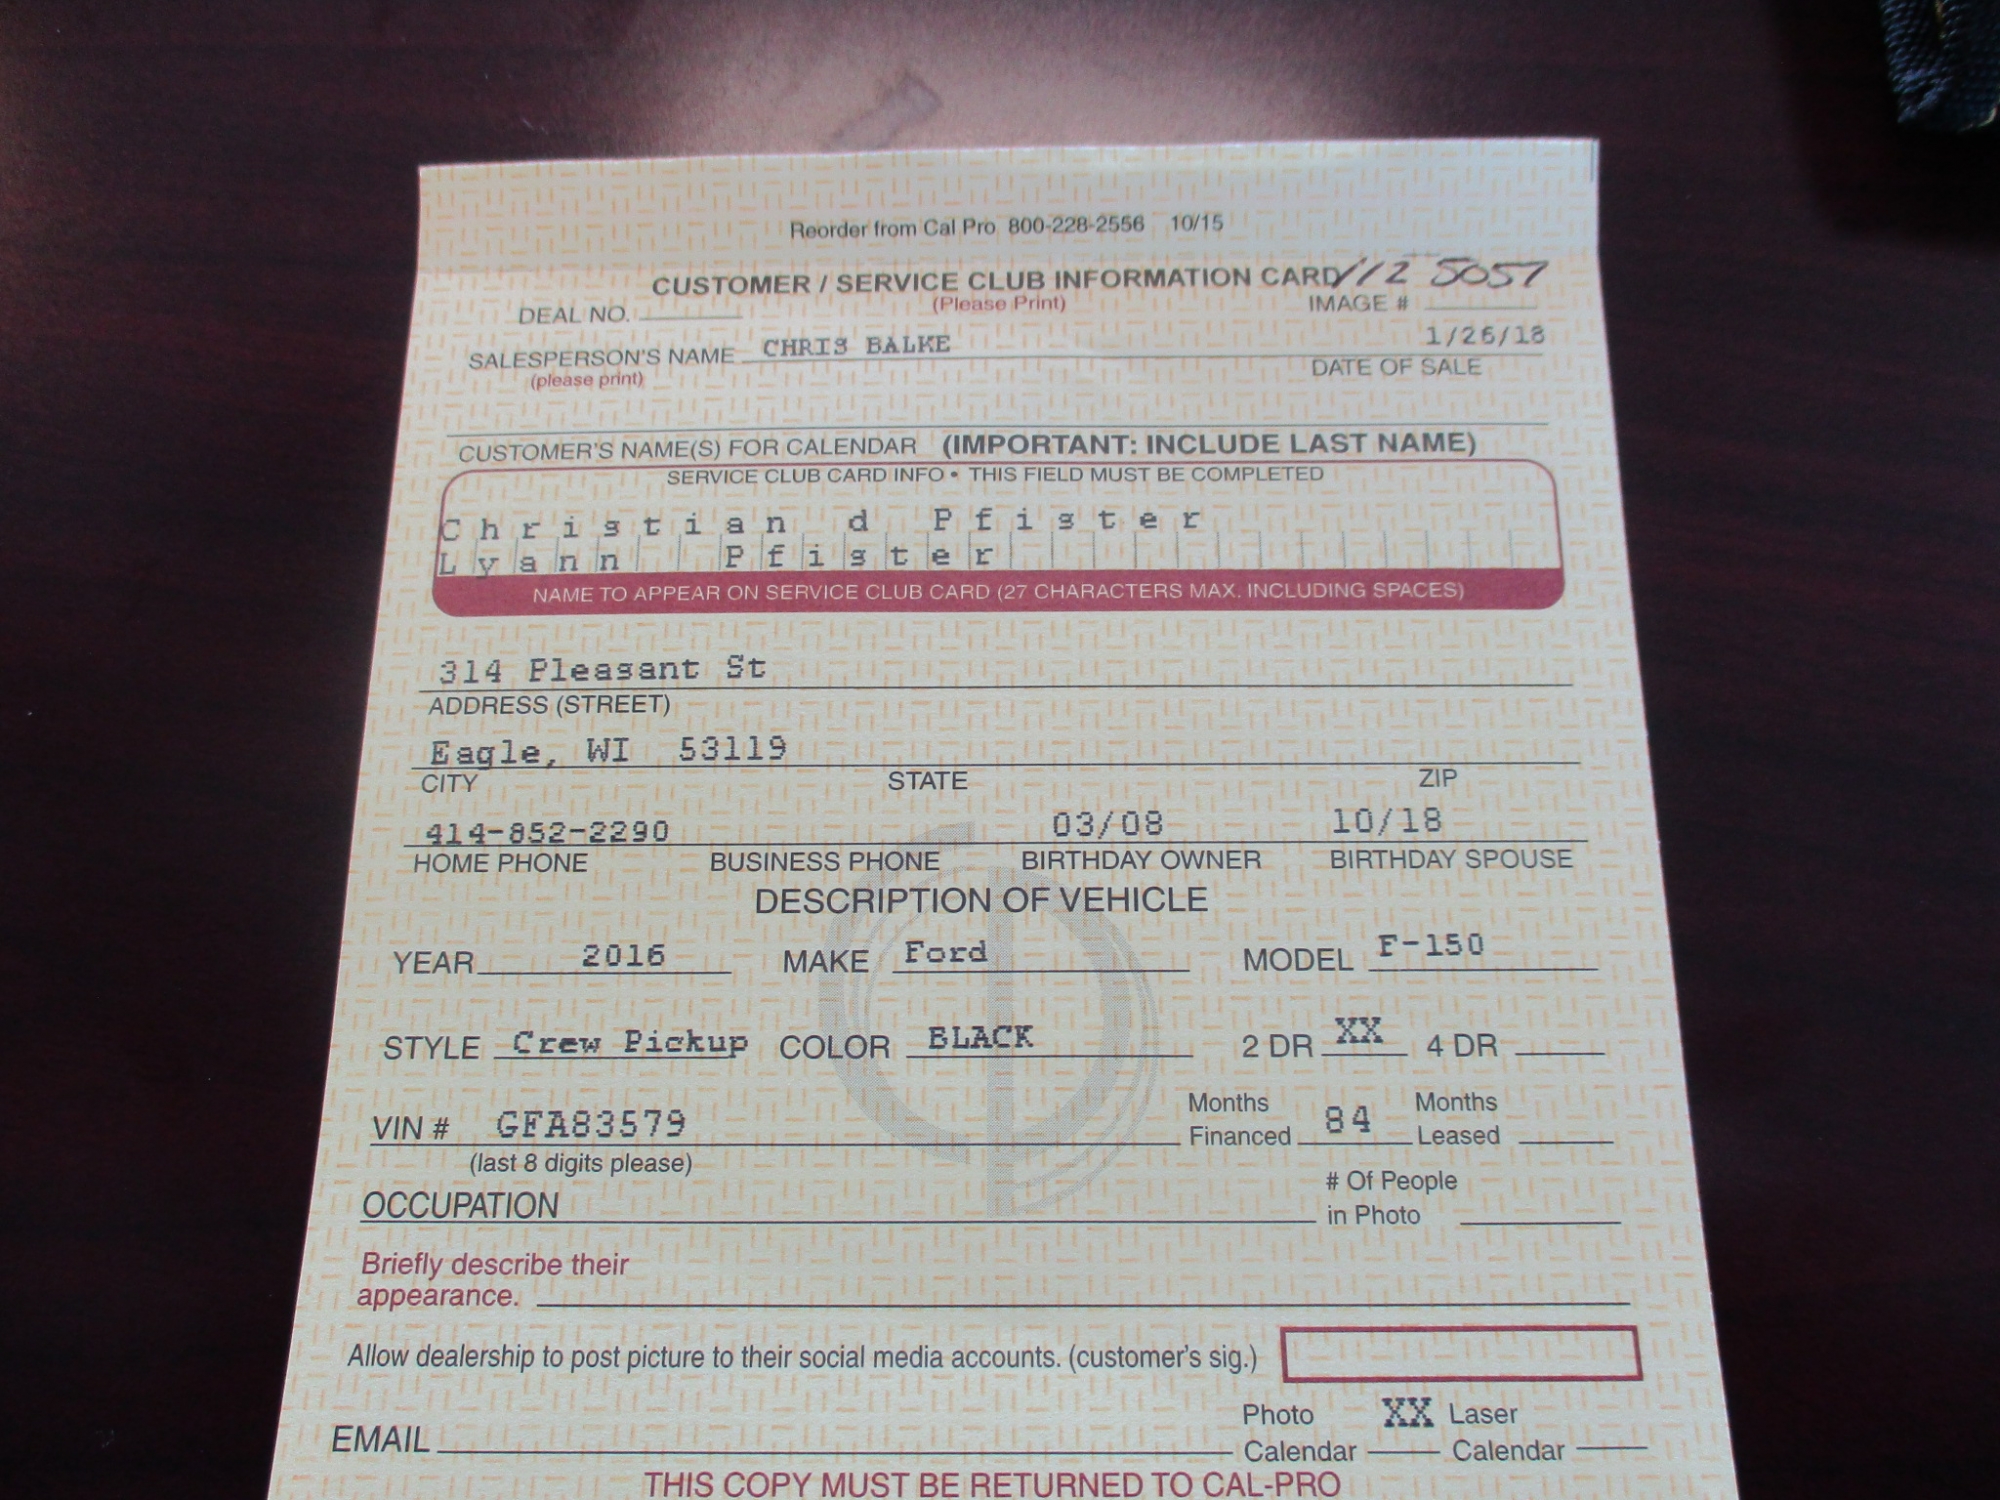 Reorder from Cal Pro 800-228-2556 10/15
CUSTOMER / SERVICE CLUB INFORMATION CARD 112 5057
DEAL NO. (Please Print) IMAGE #
SALESPERSON'S NAME CHRIS BALKE 1/26/18
(please print) DATE OF SALE
CUSTOMER'S NAME(S) FOR CALENDAR (IMPORTANT: INCLUDE LAST NAME)
SERVICE CLUB CARD INFO • THIS FIELD MUST BE COMPLETED
Christian d Pfister
Lyann Pfister
NAME TO APPEAR ON SERVICE CLUB CARD (27 CHARACTERS MAX. INCLUDING SPACES)
314 Pleasant St
ADDRESS (STREET)
Eagle, WI 53119
CITY STATE ZIP
414-852-2290 03/08 10/18
HOME PHONE BUSINESS PHONE BIRTHDAY OWNER BIRTHDAY SPOUSE
DESCRIPTION OF VEHICLE
YEAR 2016 MAKE Ford MODEL F-150
STYLE Crew Pickup COLOR BLACK 2 DR XX 4 DR
VIN # GFA83579 Months Financed 84 Months Leased
(last 8 digits please)
OCCUPATION # Of People in Photo
Briefly describe their
appearance.
Allow dealership to post picture to their social media accounts. (customer's sig.)
EMAIL Photo Calendar XX Laser Calendar
THIS COPY MUST BE RETURNED TO CAL-PRO